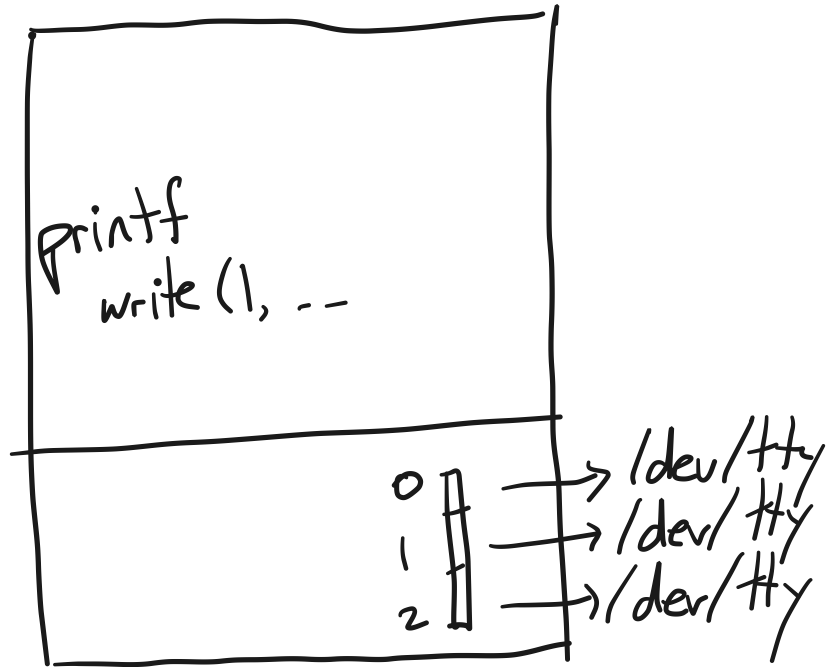 printf
write (1, ---
0 /dev/tty
1 /dev/tty
2 /dev/tty